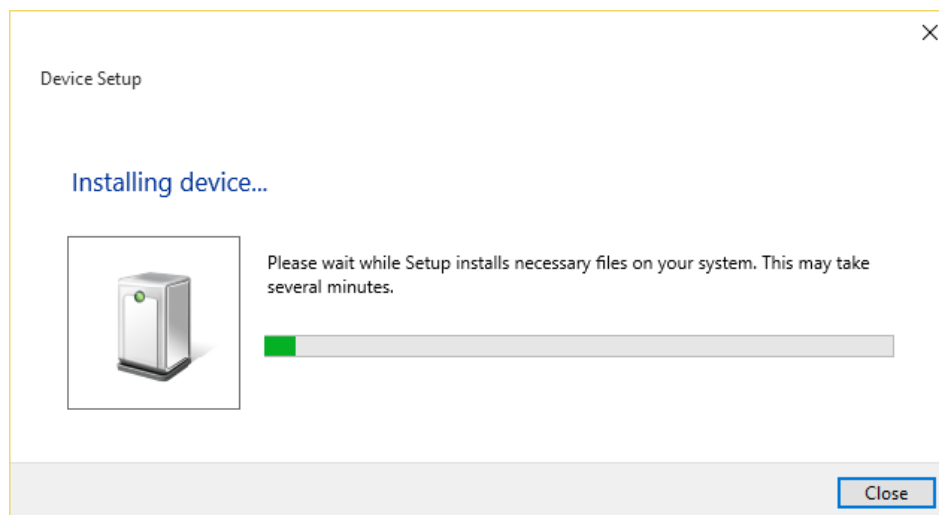 Device Setup
Installing device...
Please wait while Setup installs necessary files on your system. This may take
several minutes.
Close